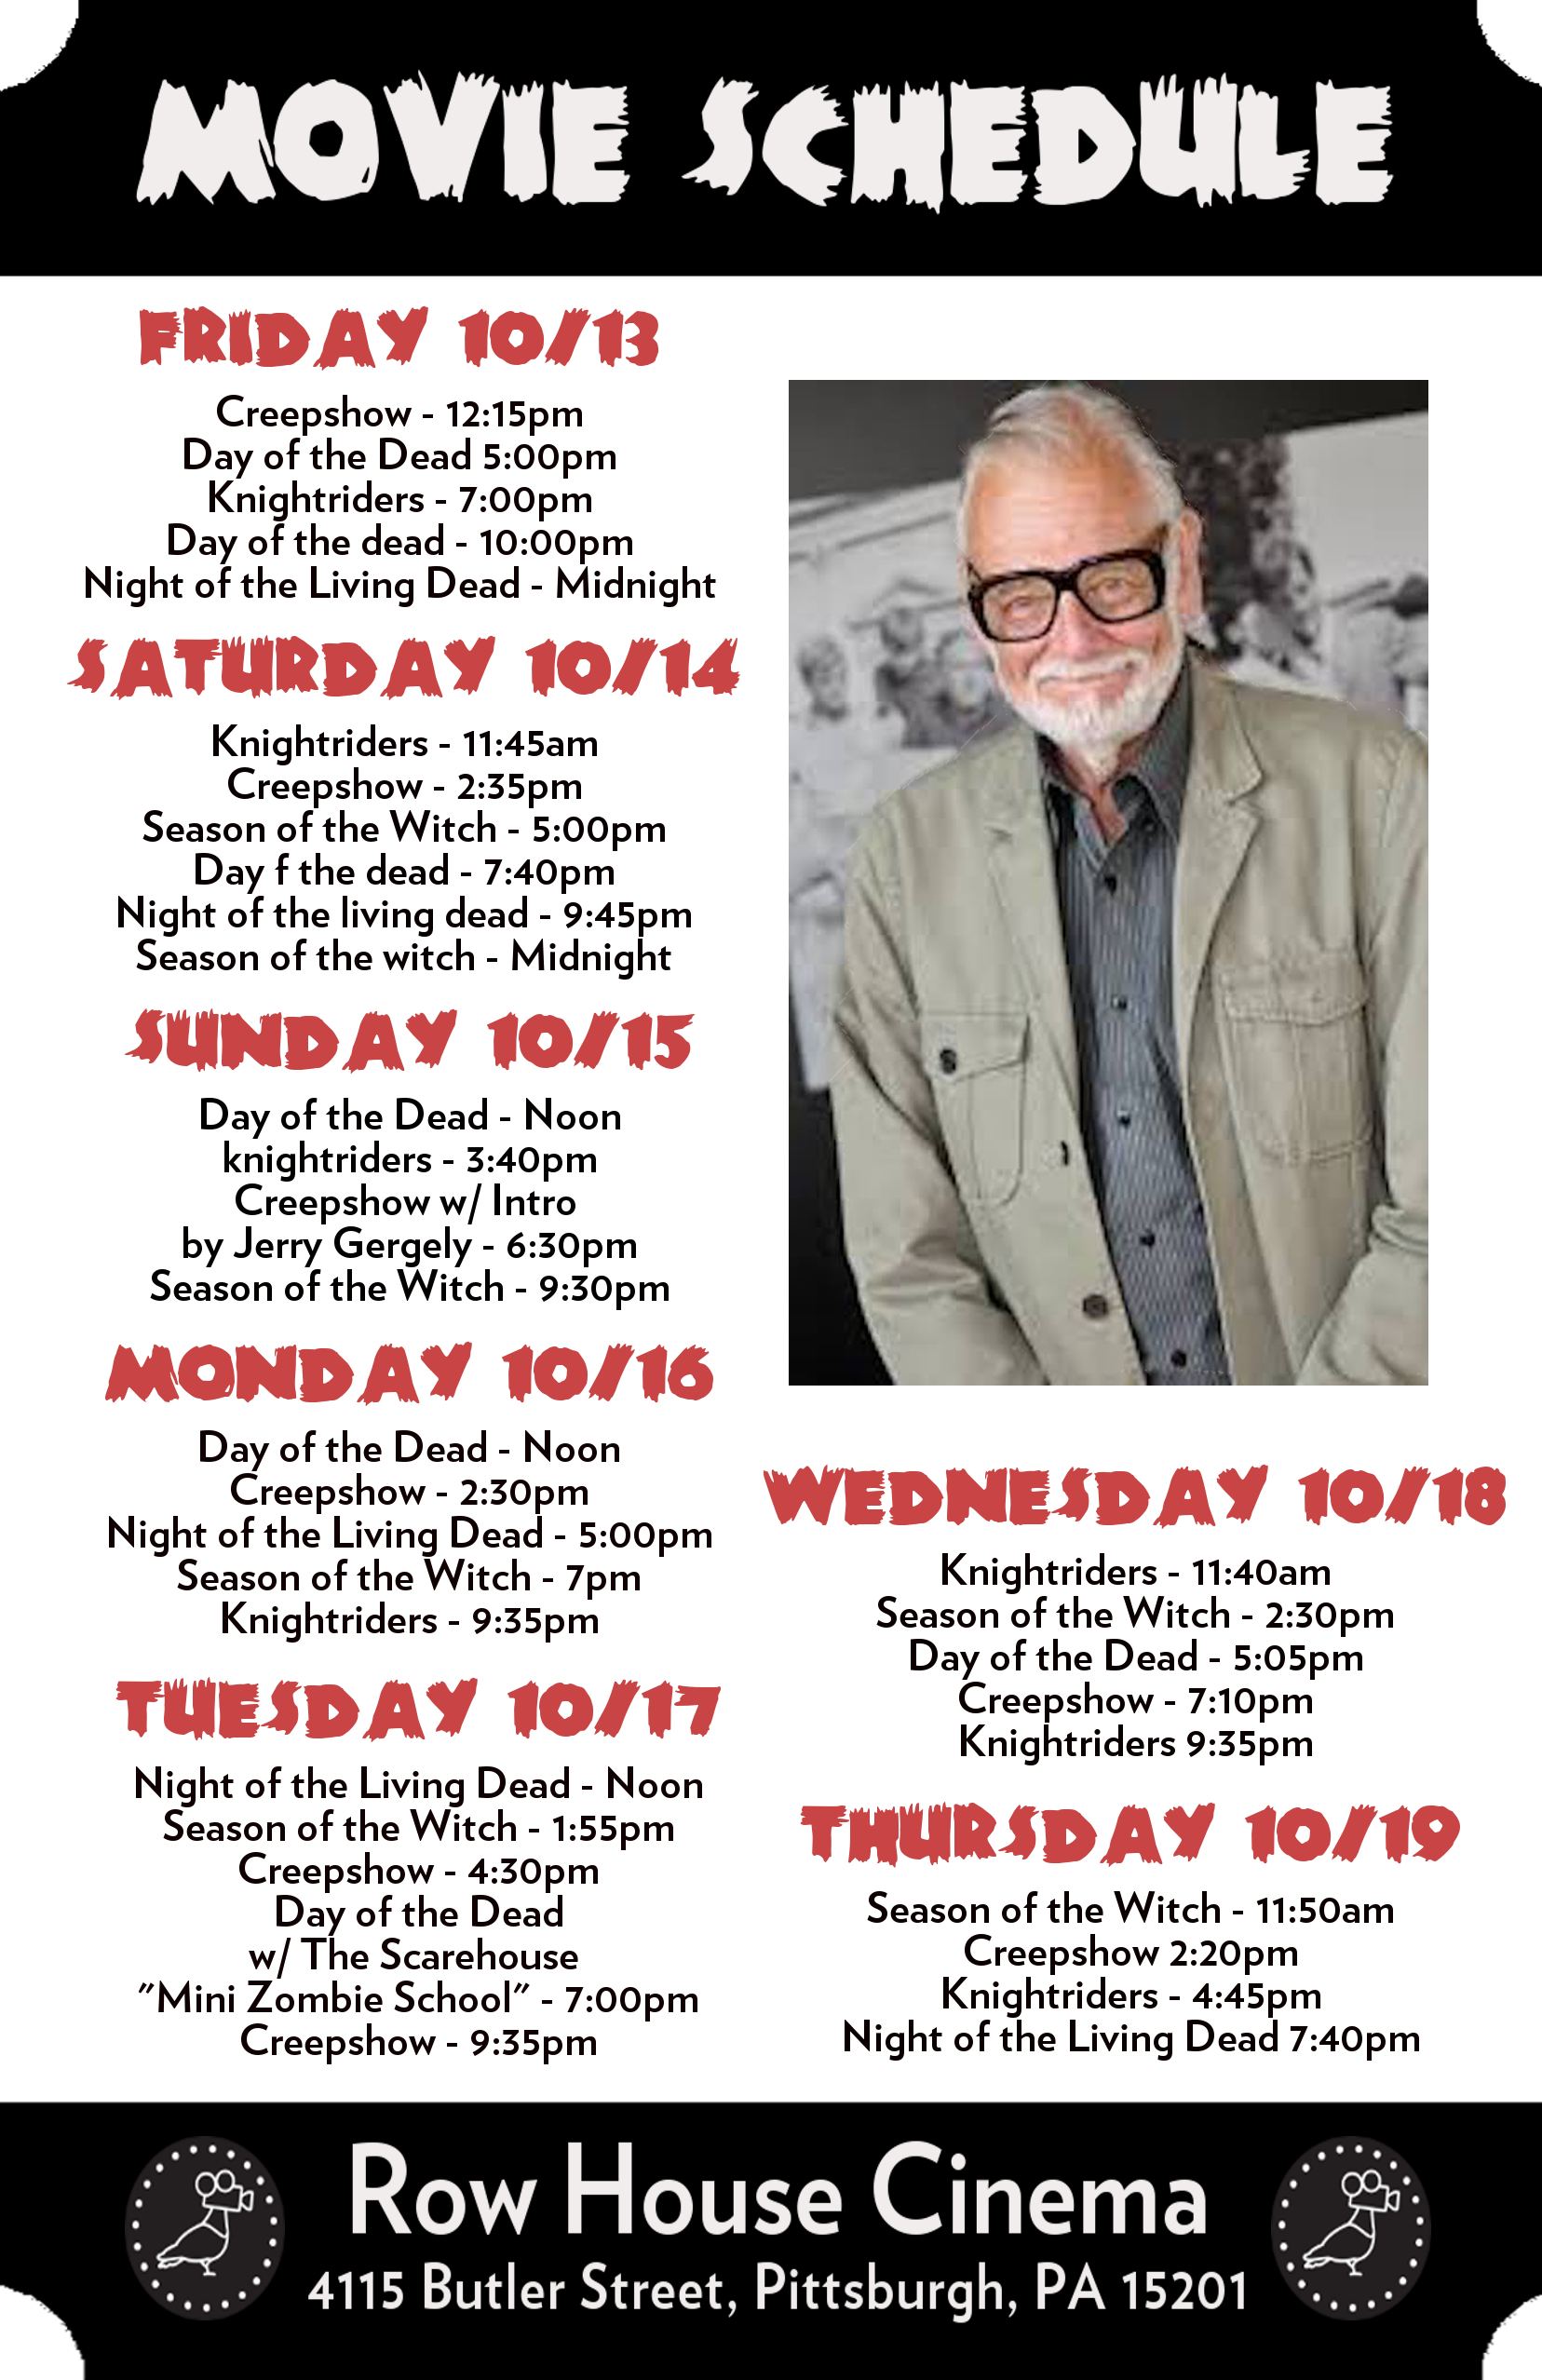 MOVIE SCHEDULE
FRIDAY 10/13
Creepshow - 12:15pm
Day of the Dead 5:00pm
Knightriders - 7:00pm
Day of the dead - 10:00pm
Night of the Living Dead - Midnight
SATURDAY 10/14
Knightriders - 11:45am
Creepshow - 2:35pm
Season of the Witch - 5:00pm
Day f the dead - 7:40pm
Night of the living dead - 9:45pm
Season of the witch - Midnight
SUNDAY 10/15
Day of the Dead - Noon
knightriders - 3:40pm
Creepshow w/ Intro
by Jerry Gergely - 6:30pm
Season of the Witch - 9:30pm
MONDAY 10/16
Day of the Dead - Noon
Creepshow - 2:30pm
Night of the Living Dead - 5:00pm
Season of the Witch - 7pm
Knightriders - 9:35pm
TUESDAY 10/17
Night of the Living Dead - Noon
Season of the Witch - 1:55pm
Creepshow - 4:30pm
Day of the Dead
w/ The Scarehouse
"Mini Zombie School" - 7:00pm
Creepshow - 9:35pm
WEDNESDAY 10/18
Knightriders - 11:40am
Season of the Witch - 2:30pm
Day of the Dead - 5:05pm
Creepshow - 7:10pm
Knightriders 9:35pm
THURSDAY 10/19
Season of the Witch - 11:50am
Creepshow 2:20pm
Knightriders - 4:45pm
Night of the Living Dead 7:40pm
Row House Cinema
4115 Butler Street, Pittsburgh, PA 15201